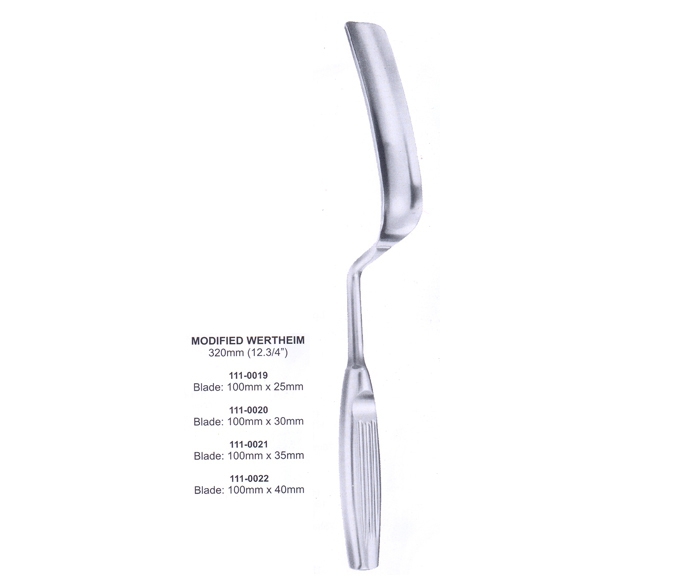 MODIFIED WERTHEIM
320mm (12.3/4")
111-0019
Blade: 100mm x 25mm
111-0020
Blade: 100mm x 30mm
111-0021
Blade: 100mm x 35mm
111-0022
Blade: 100mm x 40mm